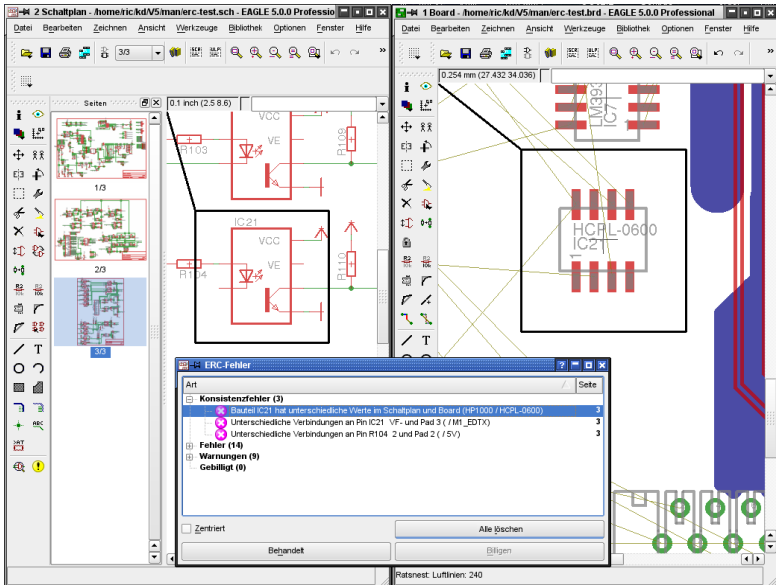 2 Schaltplan - /home/ric/kd/V5/man/erc-test.sch - EAGLE 5.0.0 Professio
Datei Bearbeiten Zeichnen Ansicht Werkzeuge Bibliothek Optionen Fenster Hilfe
3/3
Seiten
0.1 inch (2.5 8.6)
1/3
2/3
3/3
R103
VCC
VE
R109
IC21
VCC
VE
R104
R110
1 Board - /home/ric/kd/V5/man/erc-test.brd - EAGLE 5.0.0 Professional
Datei Bearbeiten Zeichnen Ansicht Werkzeuge Bibliothek Optionen Fenster Hilfe
0.254 mm (27.432 34.036)
LM393
IC7
1
HCPL-0600
IC21
1
ERC-Fehler
Art
Seite
Konsistenzfehler (3)
Bauteil IC21 hat unterschiedliche Werte im Schaltplan und Board (HP1000 / HCPL-0600) 3
Unterschiedliche Verbindungen an Pin IC21 VF- und Pad 3 ( / M1_EDTX) 3
Unterschiedliche Verbindungen an Pin R104 2 und Pad 2 ( / 5V) 3
Fehler (14)
Warnungen (9)
Gebilligt (0)
Zentriert
Alle löschen
Behandelt
Billigen
Ratsnest: Luftlinien: 240